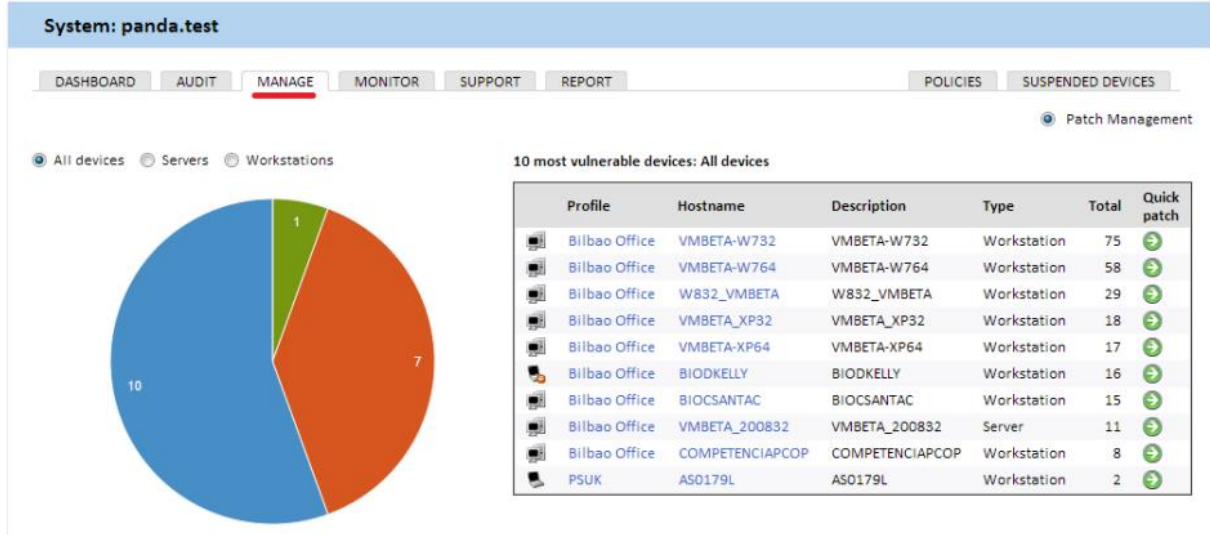 System: panda.test
DASHBOARD AUDIT MANAGE MONITOR SUPPORT REPORT POLICIES SUSPENDED DEVICES
Patch Management
All devices Servers Workstations
10 most vulnerable devices: All devices
Profile Hostname Description Type Total Quick patch
Bilbao Office VMBETA-W732 VMBETA-W732 Workstation 75
Bilbao Office VMBETA-W764 VMBETA-W764 Workstation 58
Bilbao Office W832_VMBETA W832_VMBETA Workstation 29
Bilbao Office VMBETA_XP32 VMBETA_XP32 Workstation 18
Bilbao Office VMBETA-XP64 VMBETA-XP64 Workstation 17
Bilbao Office BIODKELLY BIODKELLY Workstation 16
Bilbao Office BIOCSANTAC BIOCSANTAC Workstation 15
Bilbao Office VMBETA_200832 VMBETA_200832 Server 11
Bilbao Office COMPETENCIAPCOP COMPETENCIAPCOP Workstation 8
PSUK AS0179L AS0179L Workstation 2
1
7
10